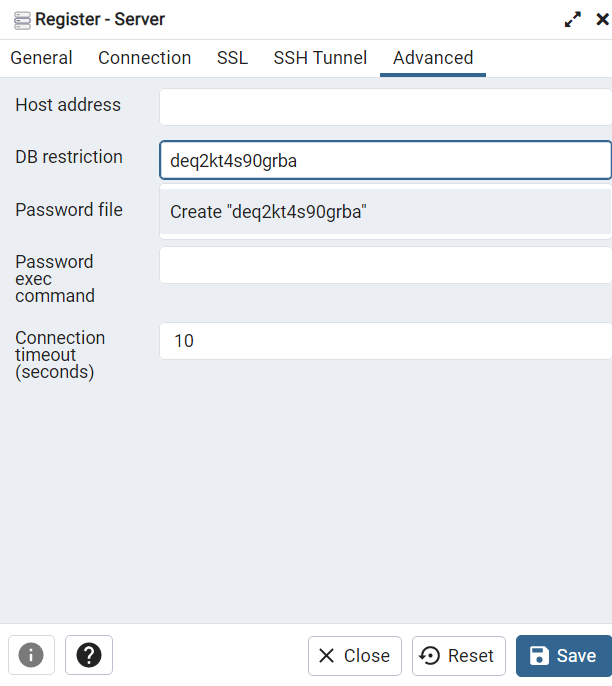 Register - Server
General Connection SSL SSH Tunnel Advanced
Host address
DB restriction deq2kt4s90grba
Password file Create "deq2kt4s90grba"
Password
exec
command
Connection
timeout
(seconds)
10
Close Reset Save